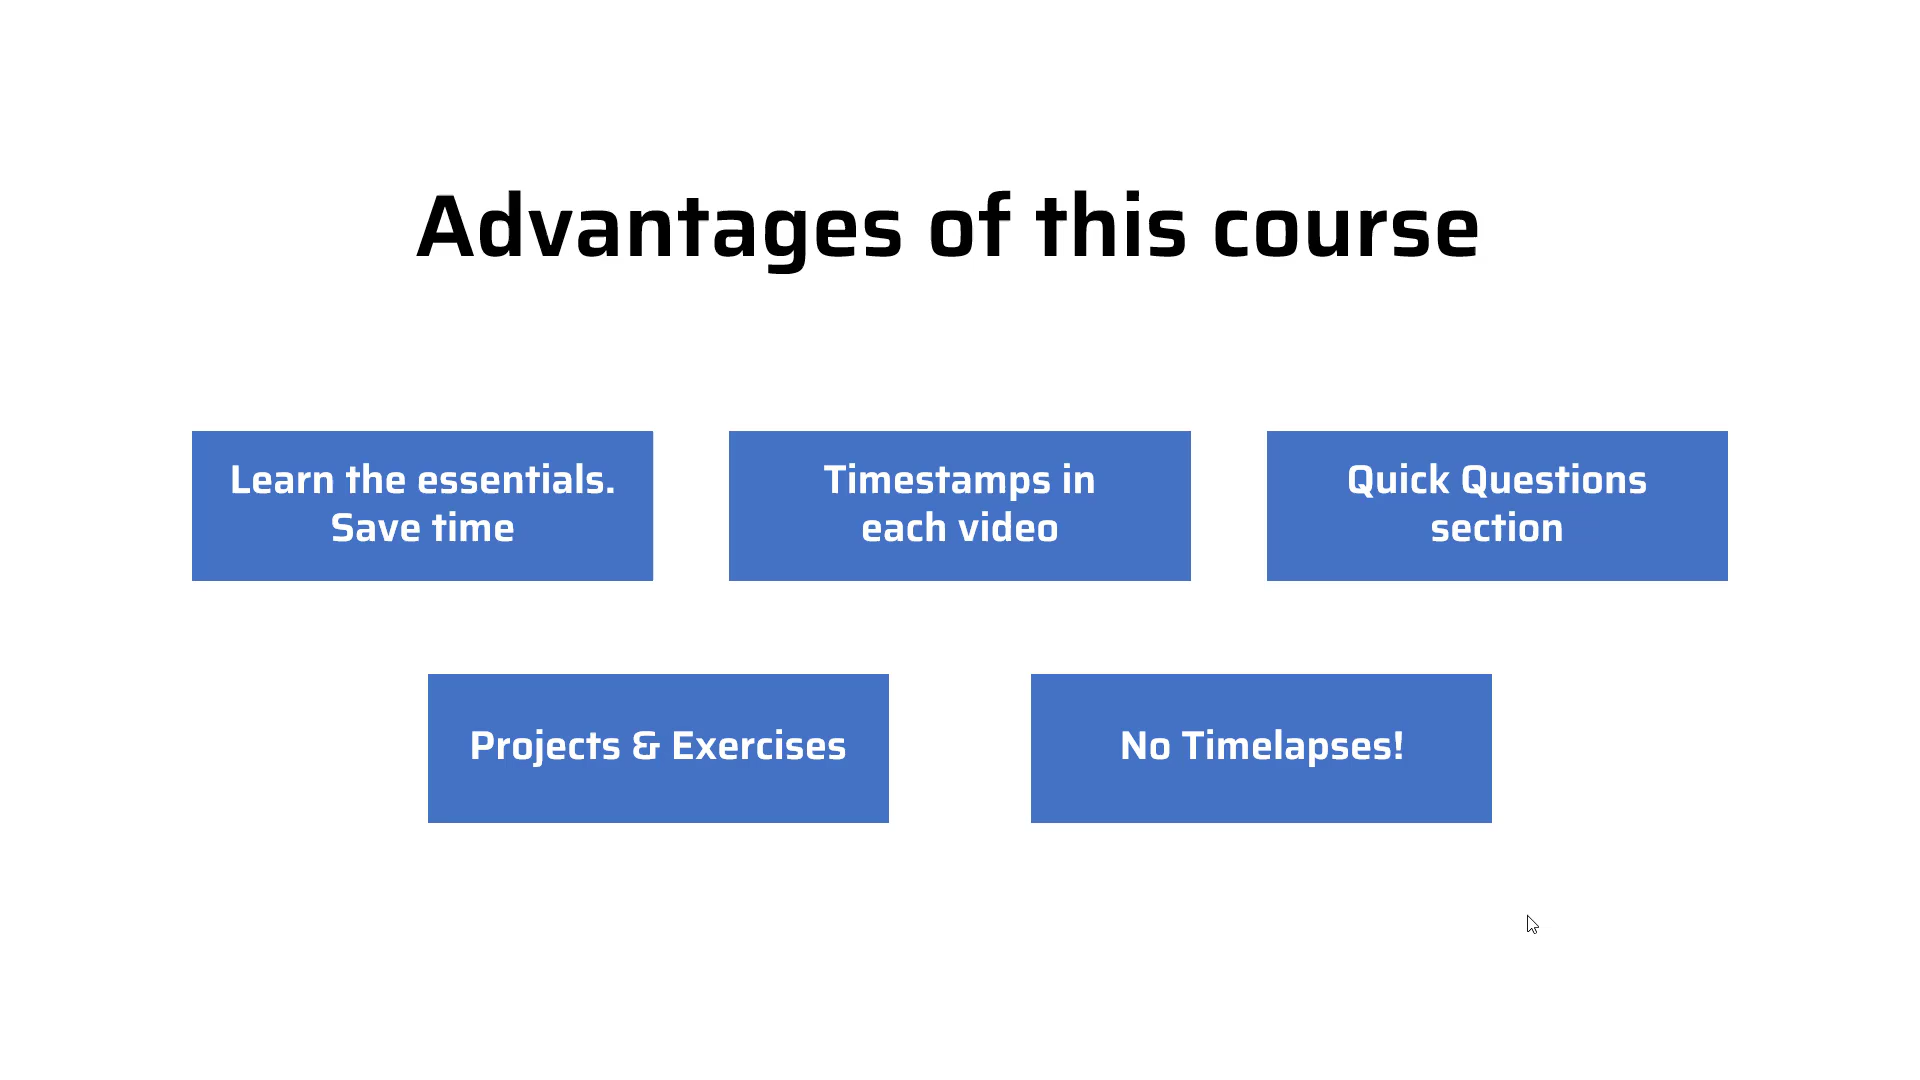 Advantages of this course
Learn the essentials.
Save time
Timestamps in
each video
Quick Questions
section
Projects & Exercises
No Timelapses!